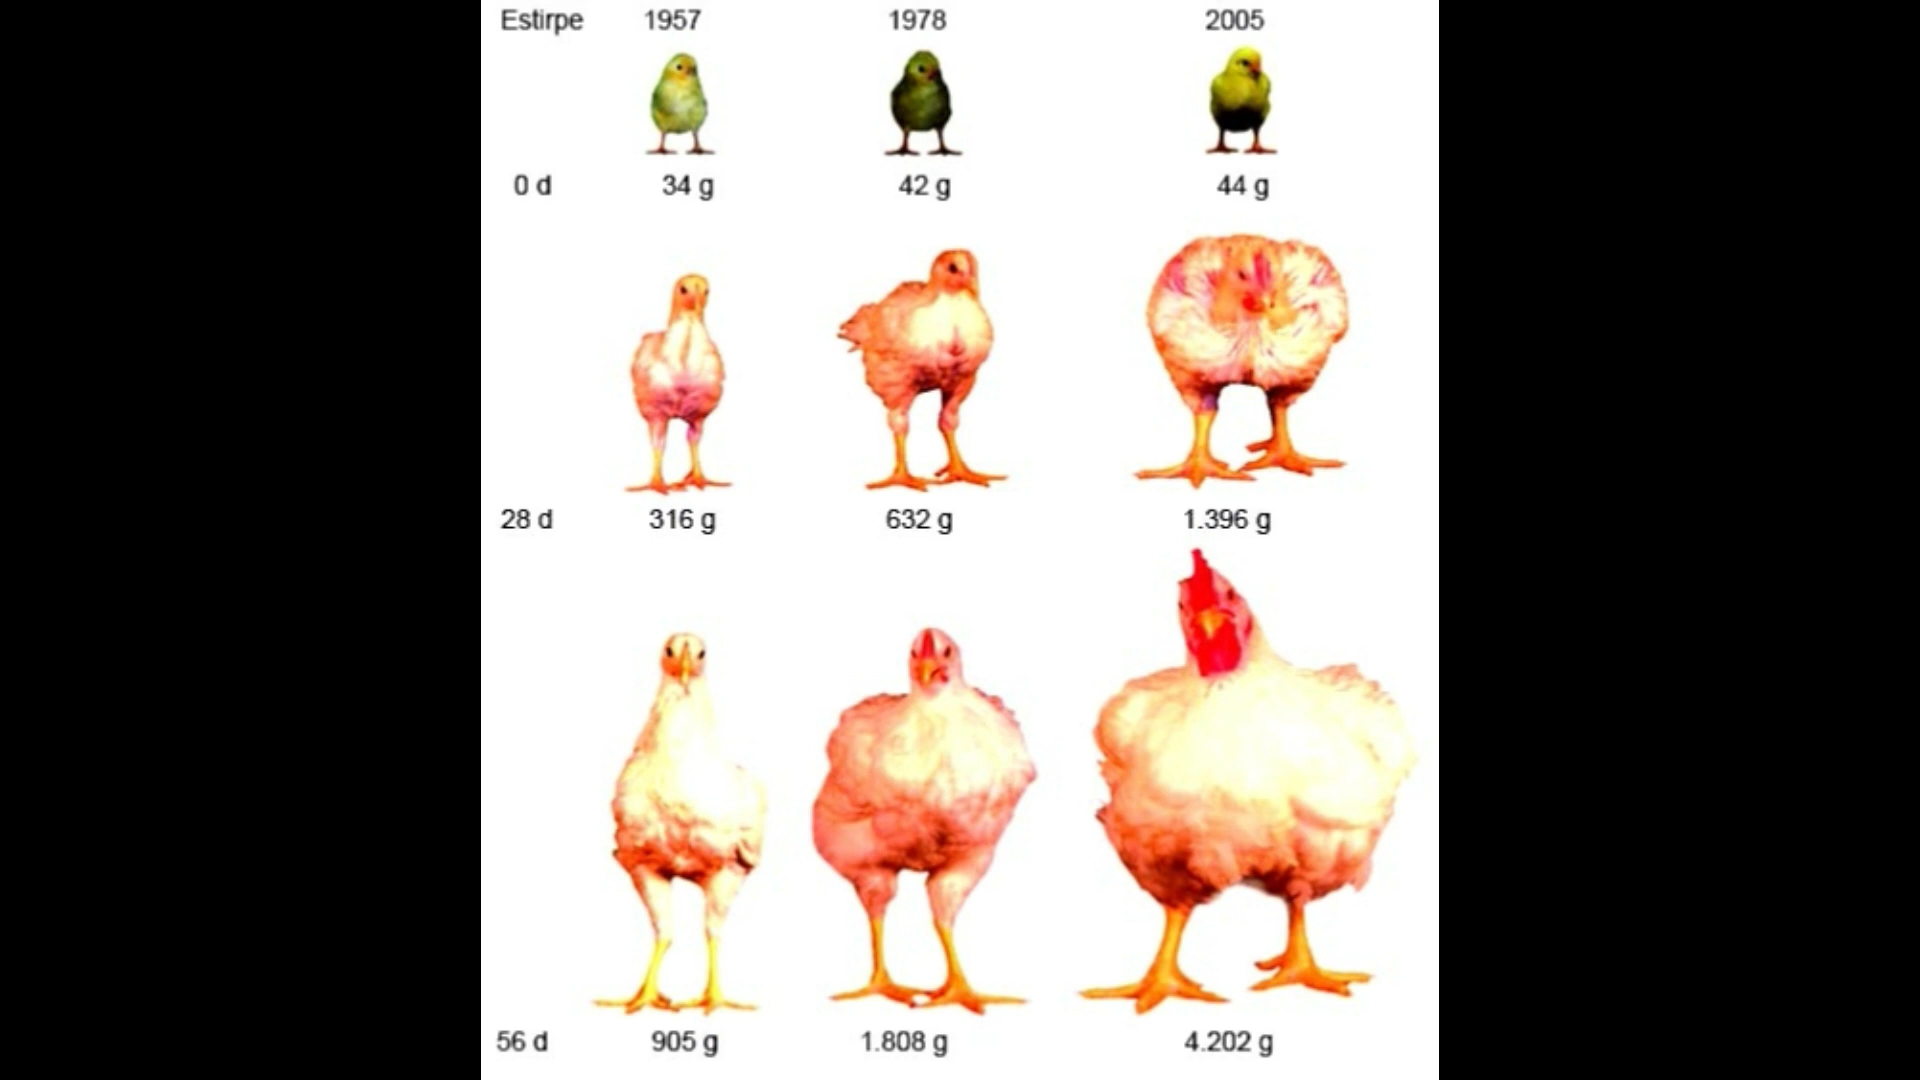 Estirpe 1957 1978 2005
0 d 34 g 42 g 44 g
28 d 316 g 632 g 1.396 g
56 d 905 g 1.808 g 4.202 g